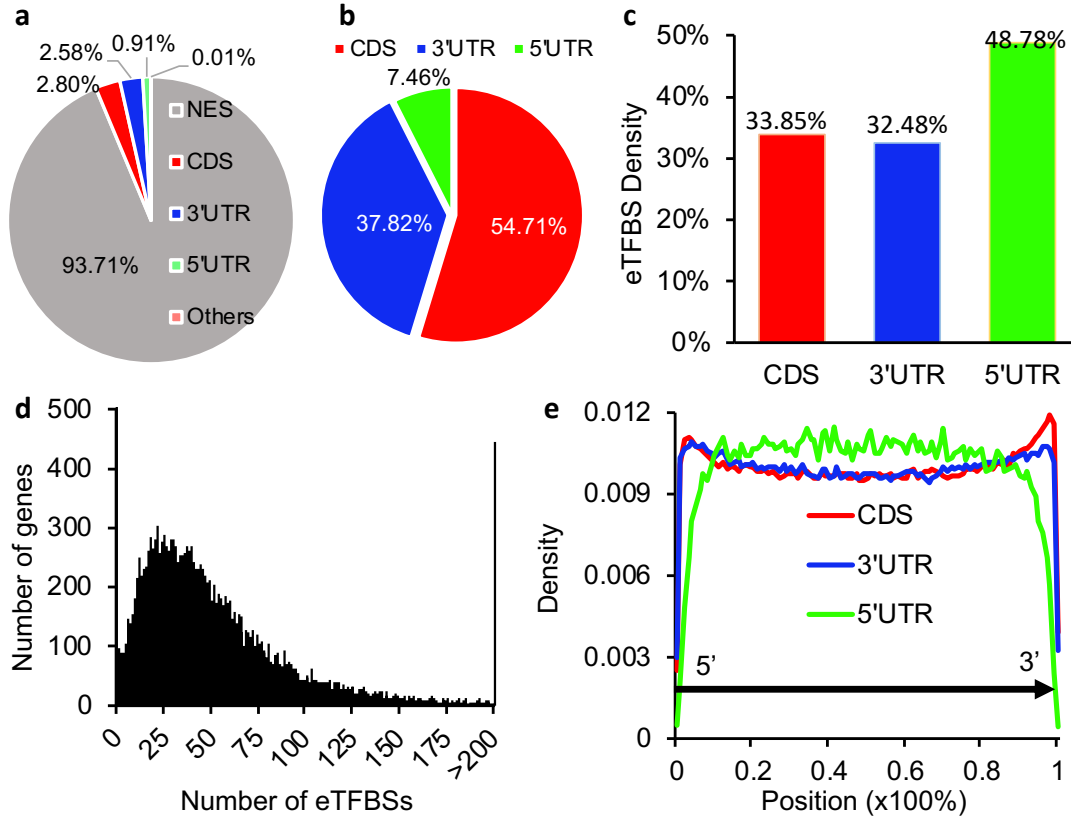 a
2.58%
0.91%
0.01%
2.80%
NES
CDS
3'UTR
5'UTR
Others
93.71%
b
CDS 3'UTR 5'UTR
7.46%
37.82%
54.71%
c
eTFBS Density
50%
40%
30%
20%
10%
0%
33.85%
32.48%
48.78%
CDS 3'UTR 5'UTR
d
Number of genes
500
400
300
200
100
0
0 25 50 75 100 125 150 175 >200
Number of eTFBSs
e
Density
0.012
0.009
0.006
0.003
0
CDS
3'UTR
5'UTR
5’ 3’
0 0.2 0.4 0.6 0.8 1
Position (x100%)